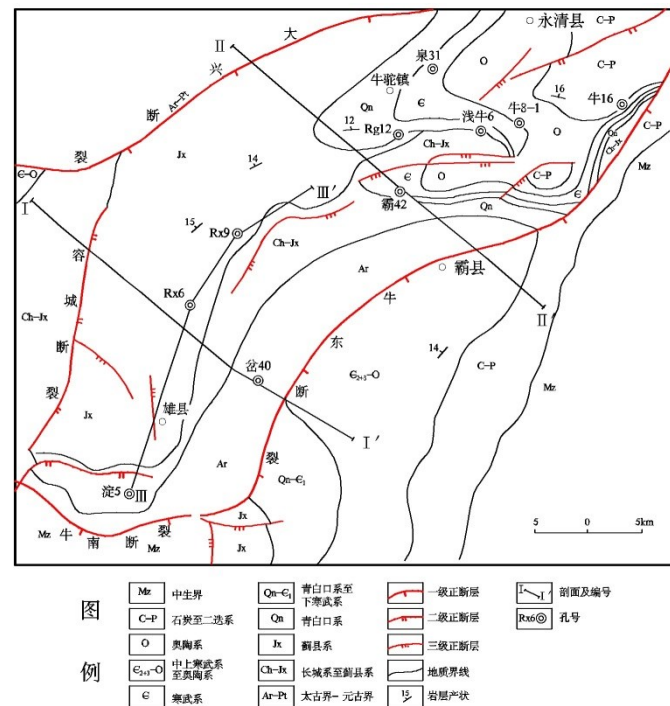 大
兴
断
裂
Ⅱ
泉31
牛驼镇
永清县
C-P
O
C-P
16
牛16
牛8-1
浅牛6
Rg12
12
Qn
Є
Ar-Pt
Ch-Jx
O
Qn
Ch-Jx
C-P
Mz
Є-O
Jx
14
Ⅰ
Ⅲ′
15
Rx9
Є
O
C-P
Є
霸42
Qn
容
城
断
裂
Ch-Jx
Ar
霸县
Rx6
牛
东
断
裂
Ⅱ′
14
C-P
Mz
Є₂₊₃-O
Ch-Jx
岔40
雄县
Jx
Ⅰ′
Ar
Qn-Є₁
淀5
Ⅲ
牛
南
断
裂
Mz
Mz
Jx
Jx
5 0 5km
图
例
Mz 中生界
C-P 石炭至二迭系
O 奥陶系
Є₂₊₃-O 中上寒武系
至奥陶系
Є 寒武系
Qn-Є₁ 青白口系至
下寒武系
Qn 青白口系
Jx 蓟县系
Ch-Jx 长城系至蓟县系
Ar-Pt 太古界-元古界
一级正断层
二级正断层
三级正断层
地质界线
15 岩层产状
Ⅰ Ⅰ′ 剖面及编号
Rx6 孔号